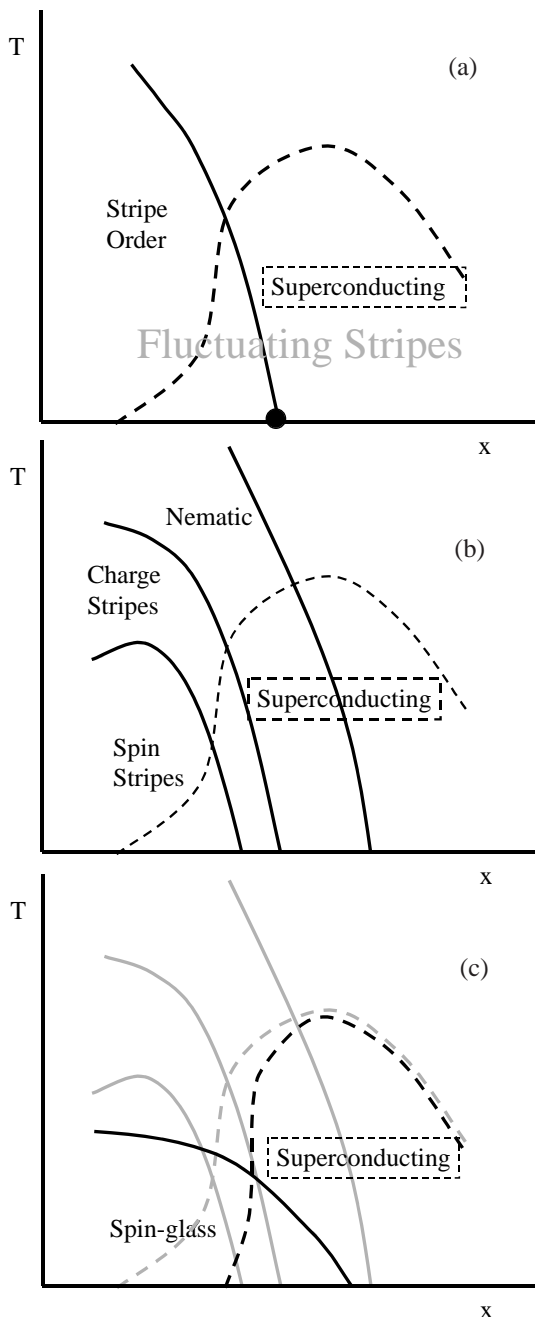 T
(a)
Stripe
Order
Superconducting
Fluctuating Stripes
x
T
Nematic
(b)
Charge
Stripes
Superconducting
Spin
Stripes
x
T
(c)
Superconducting
Spin-glass
x